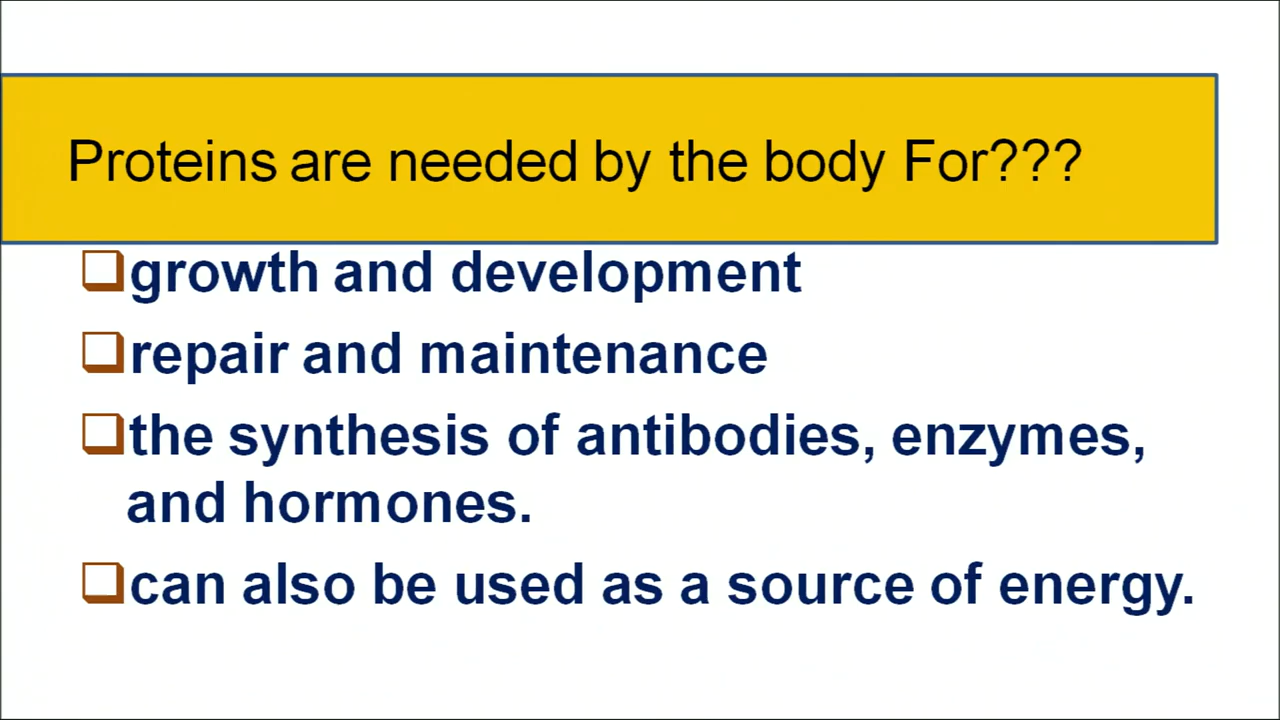 Proteins are needed by the body For???
growth and development
repair and maintenance
the synthesis of antibodies, enzymes,
and hormones.
can also be used as a source of energy.